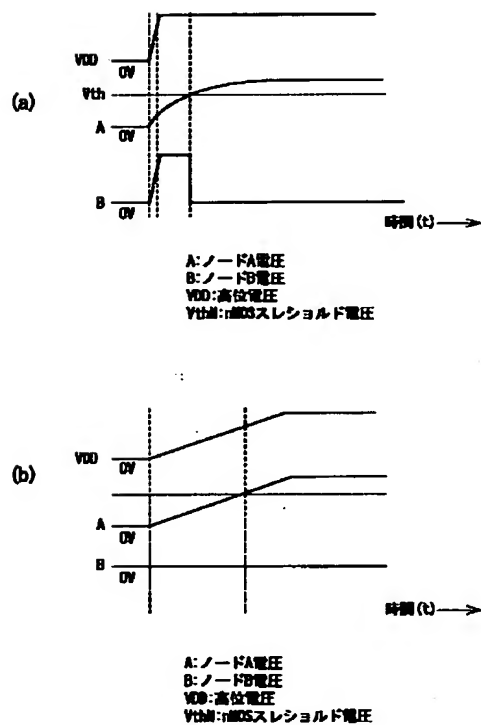 (a)
VDD
0V
Vth
A
0V
B
0V
時間(t)
A:ノードA電圧
B:ノードB電圧
VDD:高位電圧
VthN:nMOSスレショルド電圧
(b)
VDD
0V
A
0V
B
0V
時間(t)
A:ノードA電圧
B:ノードB電圧
VDD:高位電圧
VthN:nMOSスレショルド電圧